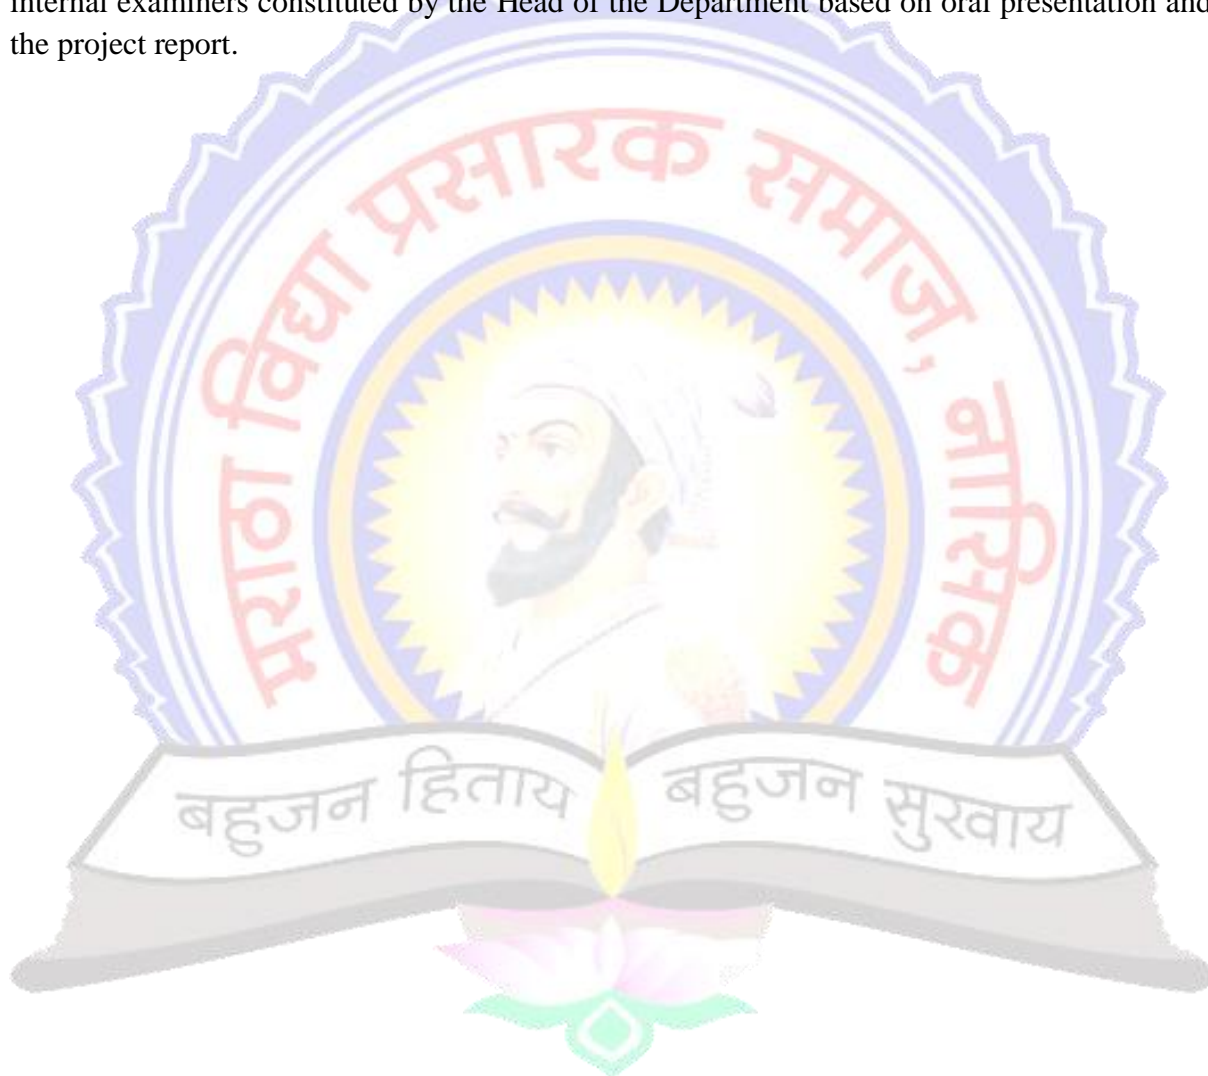 internal examiners constituted by the Head of the Department based on oral presentation and
the project report.
मराठा विद्या प्रसारक समाज, नासिक
बहुजन हिताय बहुजन सुखाय